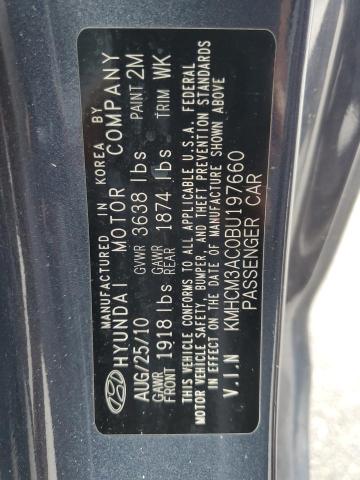 MANUFACTURED IN KOREA BY
HYUNDAI MOTOR COMPANY
AUG/25/10 GVWR 3638 lbs PAINT 2M
GAWR FRONT 1918 lbs GAWR REAR 1874 lbs TRIM WK
THIS VEHICLE CONFORMS TO ALL APPLICABLE U.S.A. FEDERAL
MOTOR VEHICLE SAFETY, BUMPER, AND THEFT PREVENTION STANDARDS
IN EFFECT ON THE DATE OF MANUFACTURE SHOWN ABOVE
V.I.N KMHCM3AC0BU197660
PASSENGER CAR